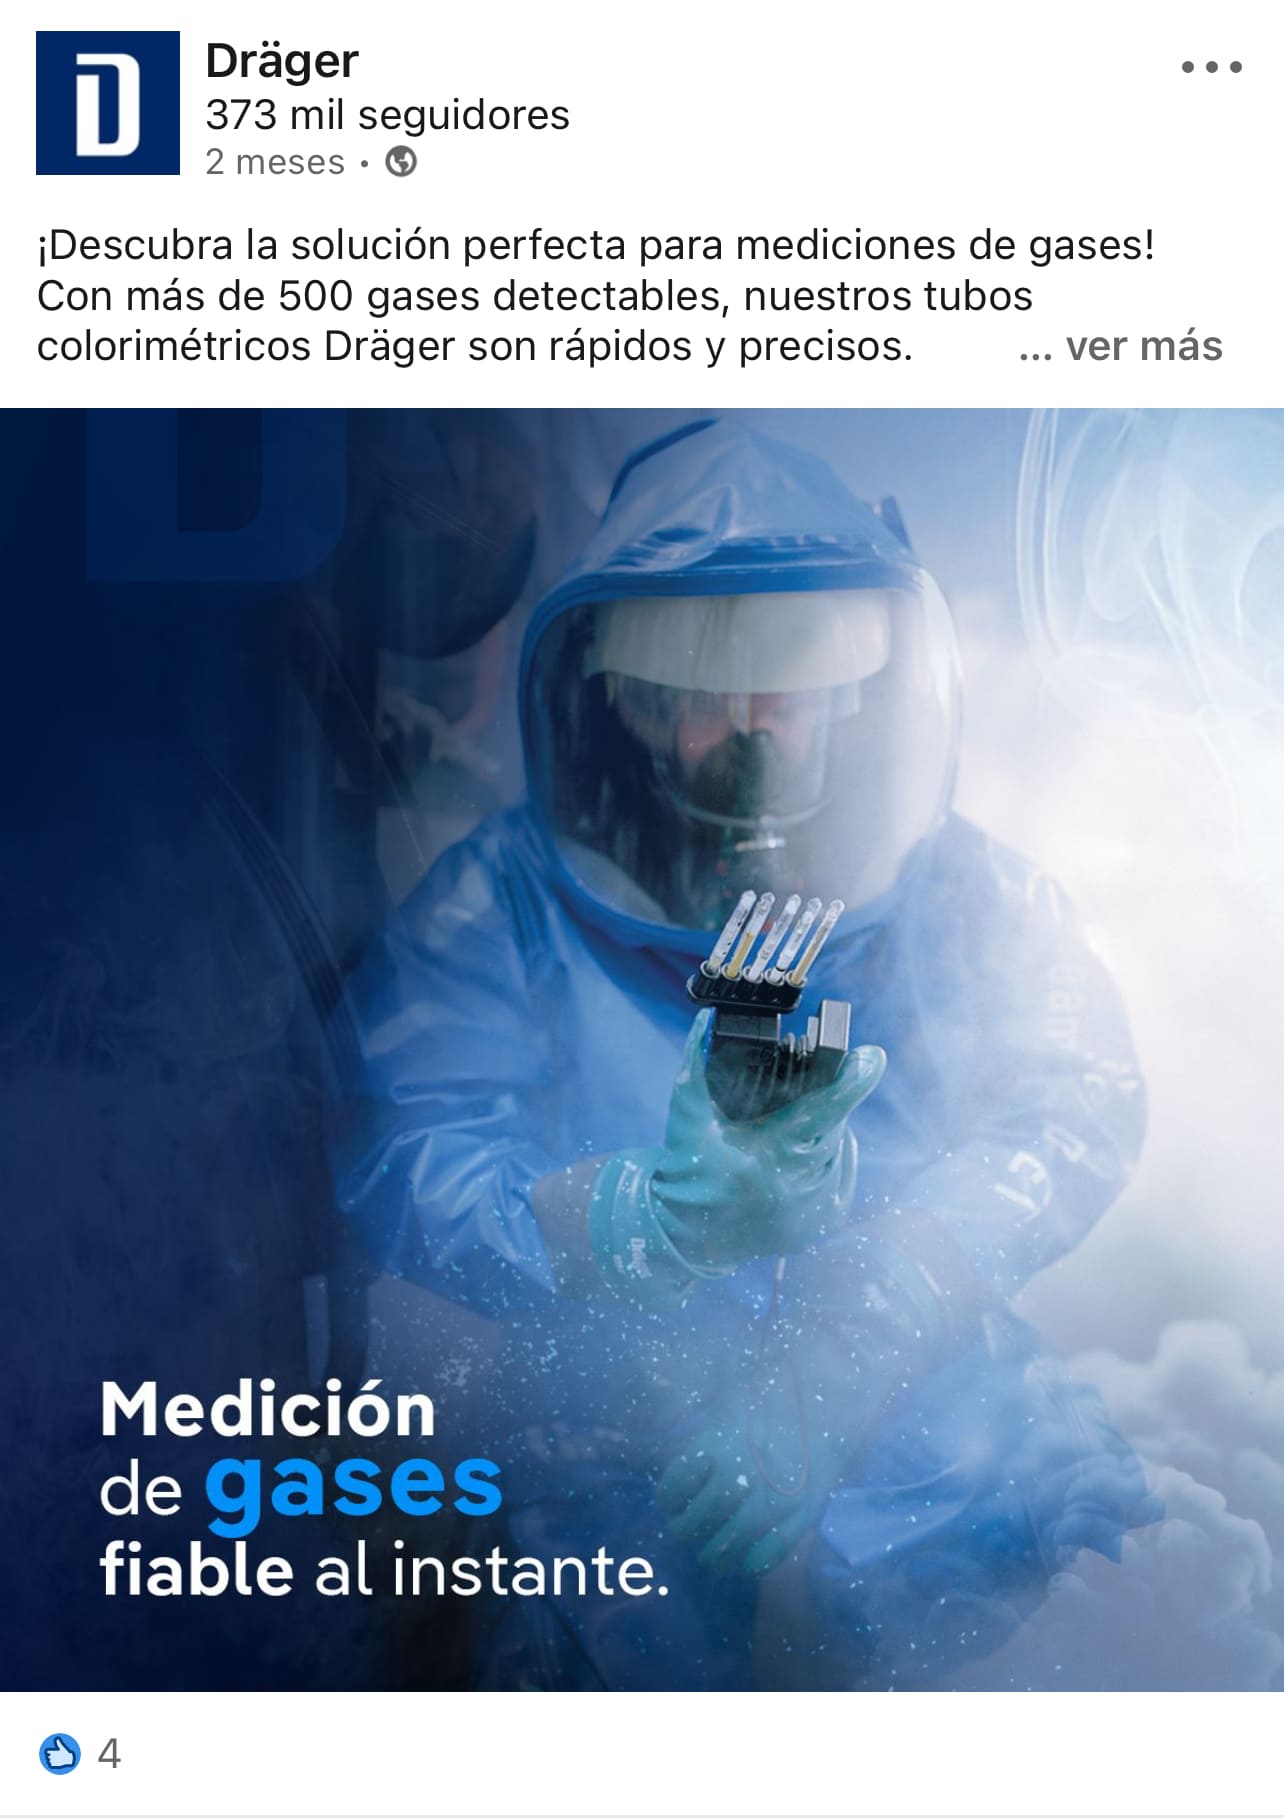 Dräger
373 mil seguidores
2 meses •
¡Descubra la solución perfecta para mediciones de gases!
Con más de 500 gases detectables, nuestros tubos
colorimétricos Dräger son rápidos y precisos. ... ver más
Medición
de gases
fiable al instante.
4